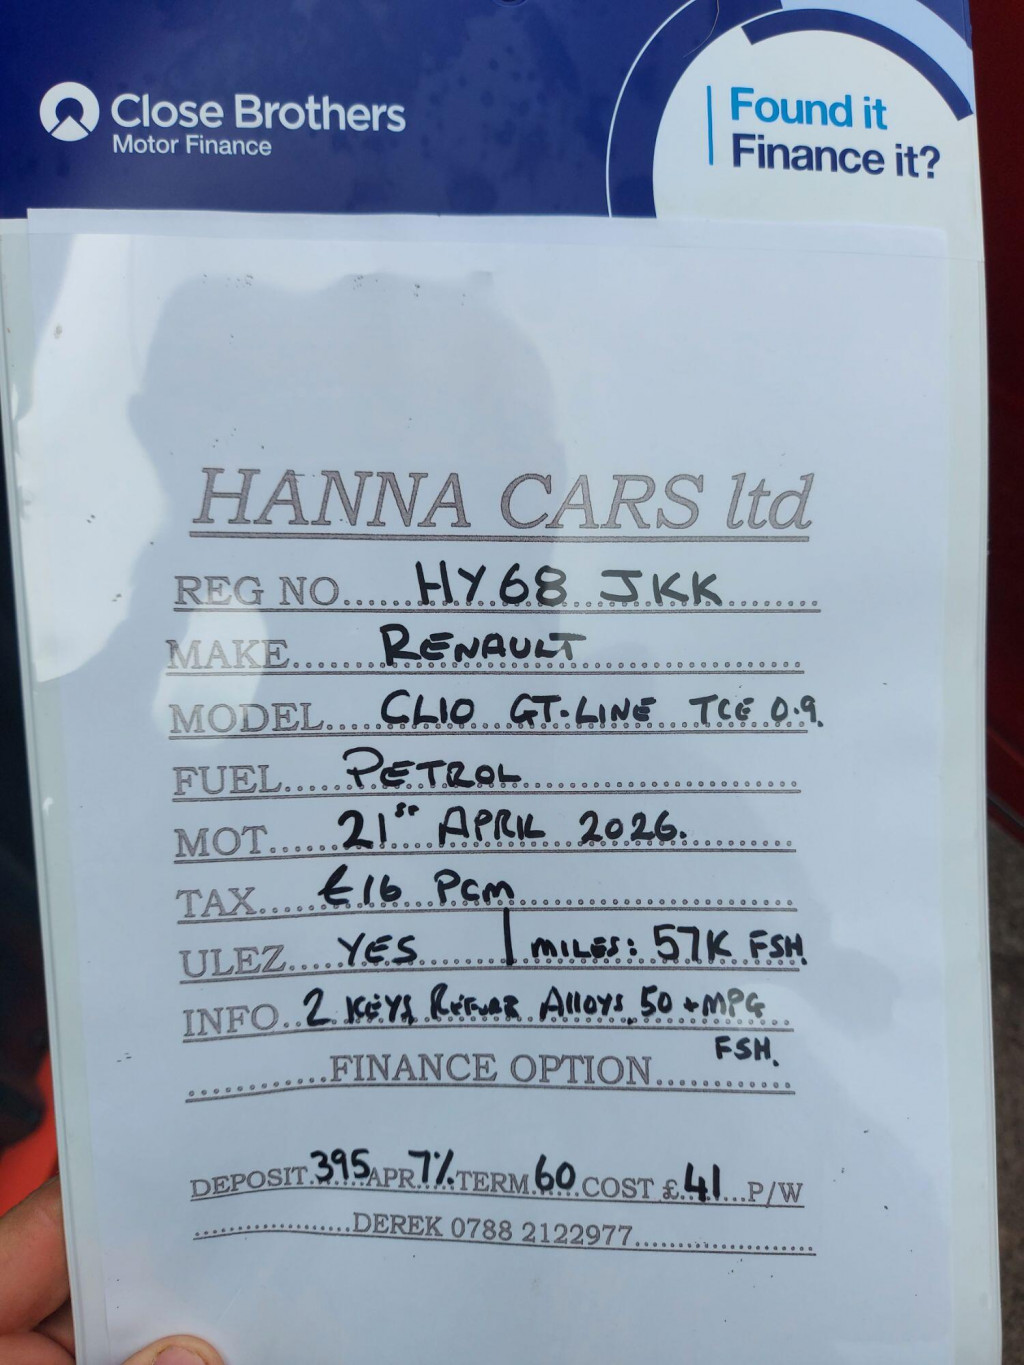 Close Brothers
Motor Finance
Found it
Finance it?
HANNA CARS ltd
REG NO......HY68 JKK........
MAKE.......RENAULT.......
MODEL....CLIO GT-LINE TCE 0.9.
FUEL.....PETROL.......
MOT......21ST APRIL 2026.......
TAX.....£16 PCM.......
ULEZ.....YES.......| MILES: 57K FSH
INFO..2 KEYS REFURB ALLOYS 50+MPG
FSH.
...........FINANCE OPTION...........
DEPOSIT.395.APR.7%.TERM.60.COST £..41...P/W
..................DEREK 0788 2122977....................